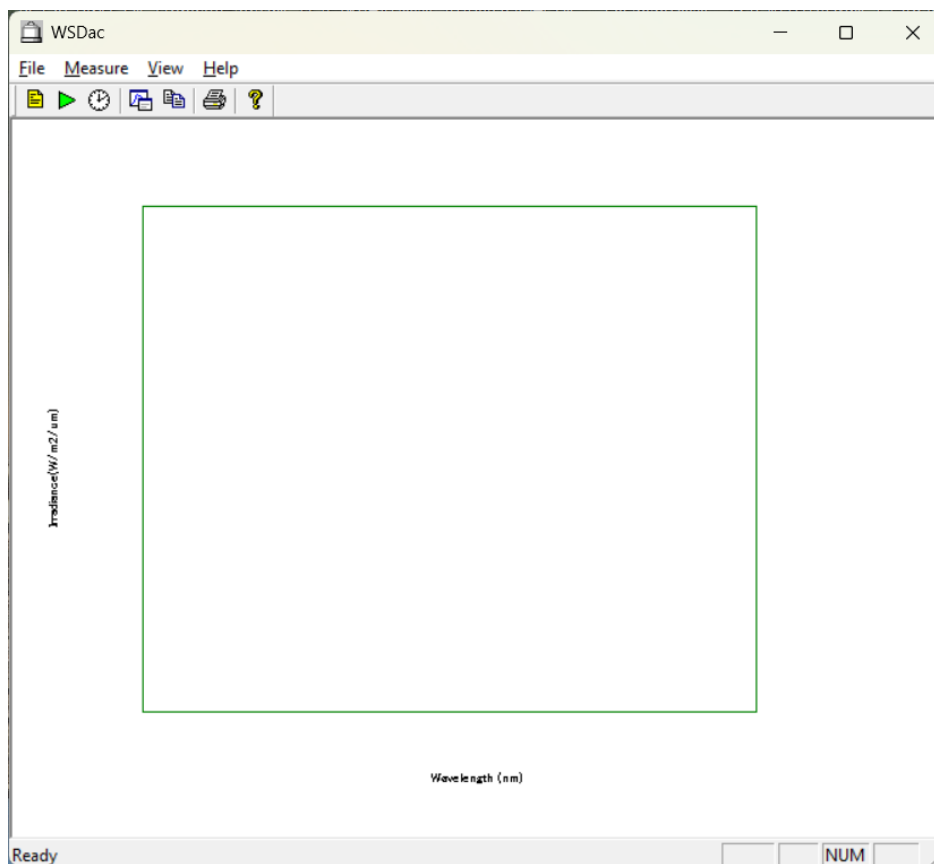 WSDac
File Measure View Help
Irradiance(W/m2/um)
Wavelength (nm)
Ready
NUM